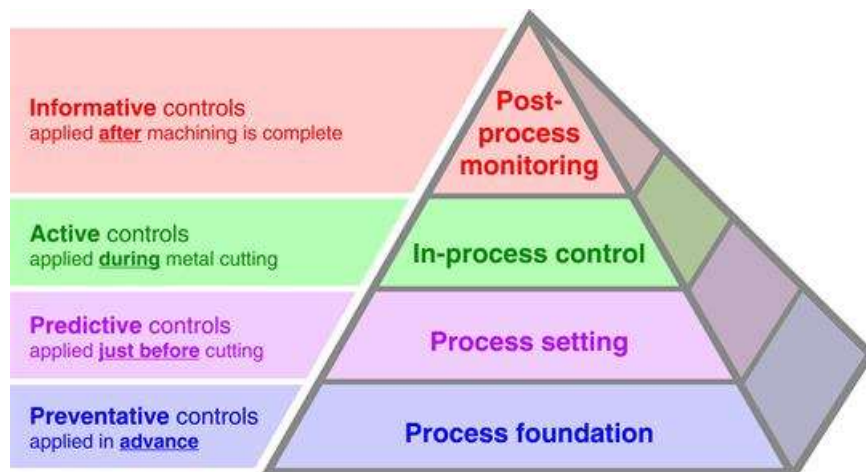 Informative controls
applied after machining is complete
Post-
process
monitoring
Active controls
applied during metal cutting
In-process control
Predictive controls
applied just before cutting
Process setting
Preventative controls
applied in advance
Process foundation